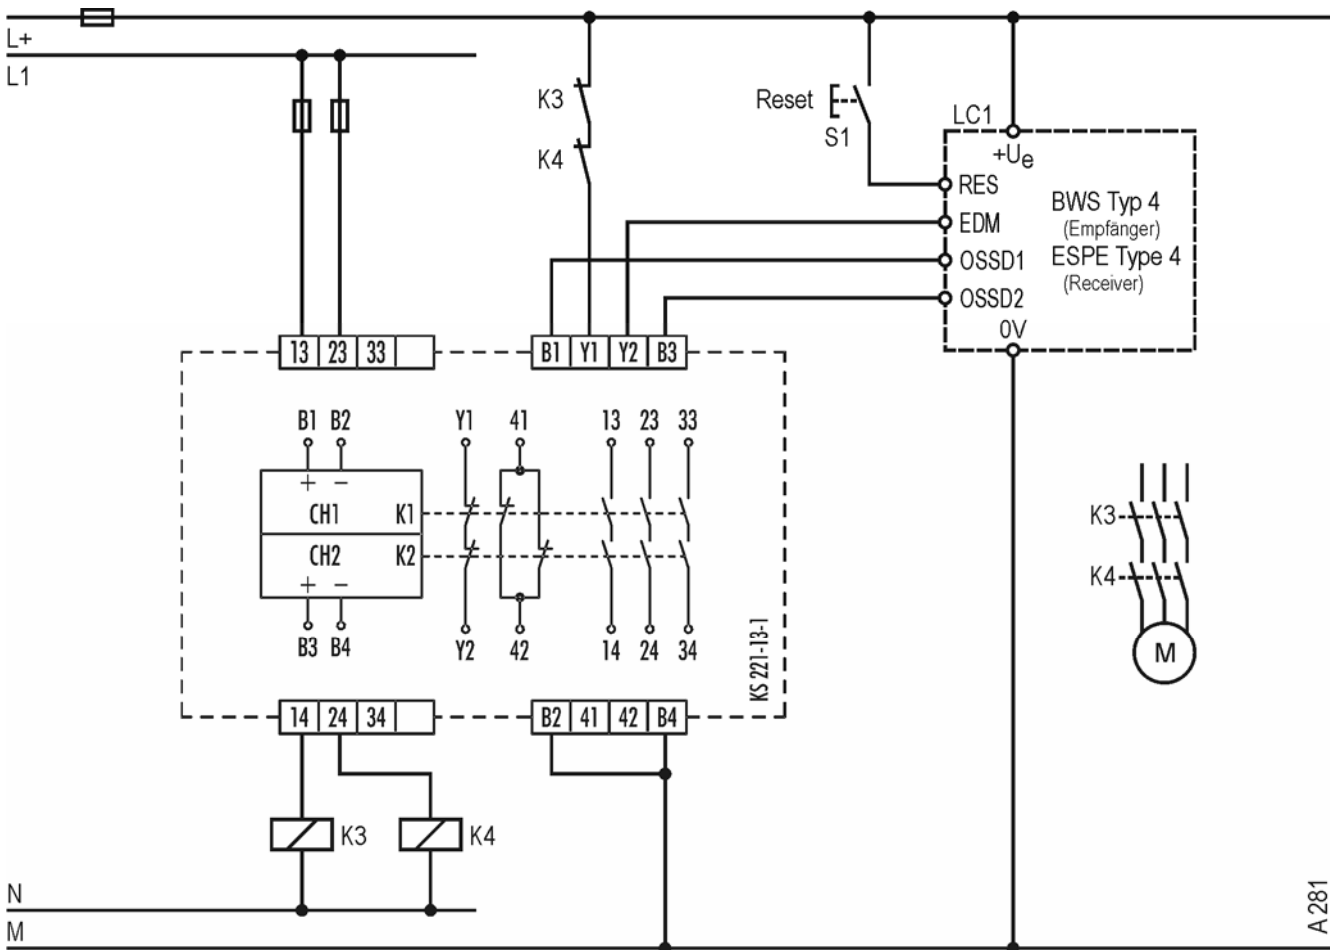 L+
L1
K3
K4
Reset
S1
LC1
+Ue
RES
EDM
OSSD1
OSSD2
0V
BWS Typ 4
(Empfänger)
ESPE Type 4
(Receiver)
13 23 33
B1 Y1 Y2 B3
B1 B2 Y1 41 13 23 33
+ −
CH1 K1
CH2 K2
+ −
B3 B4 Y2 42 14 24 34
KS 221-13-1
14 24 34
B2 41 42 B4
K3 K4
K3
K4
M
N
M
A 281